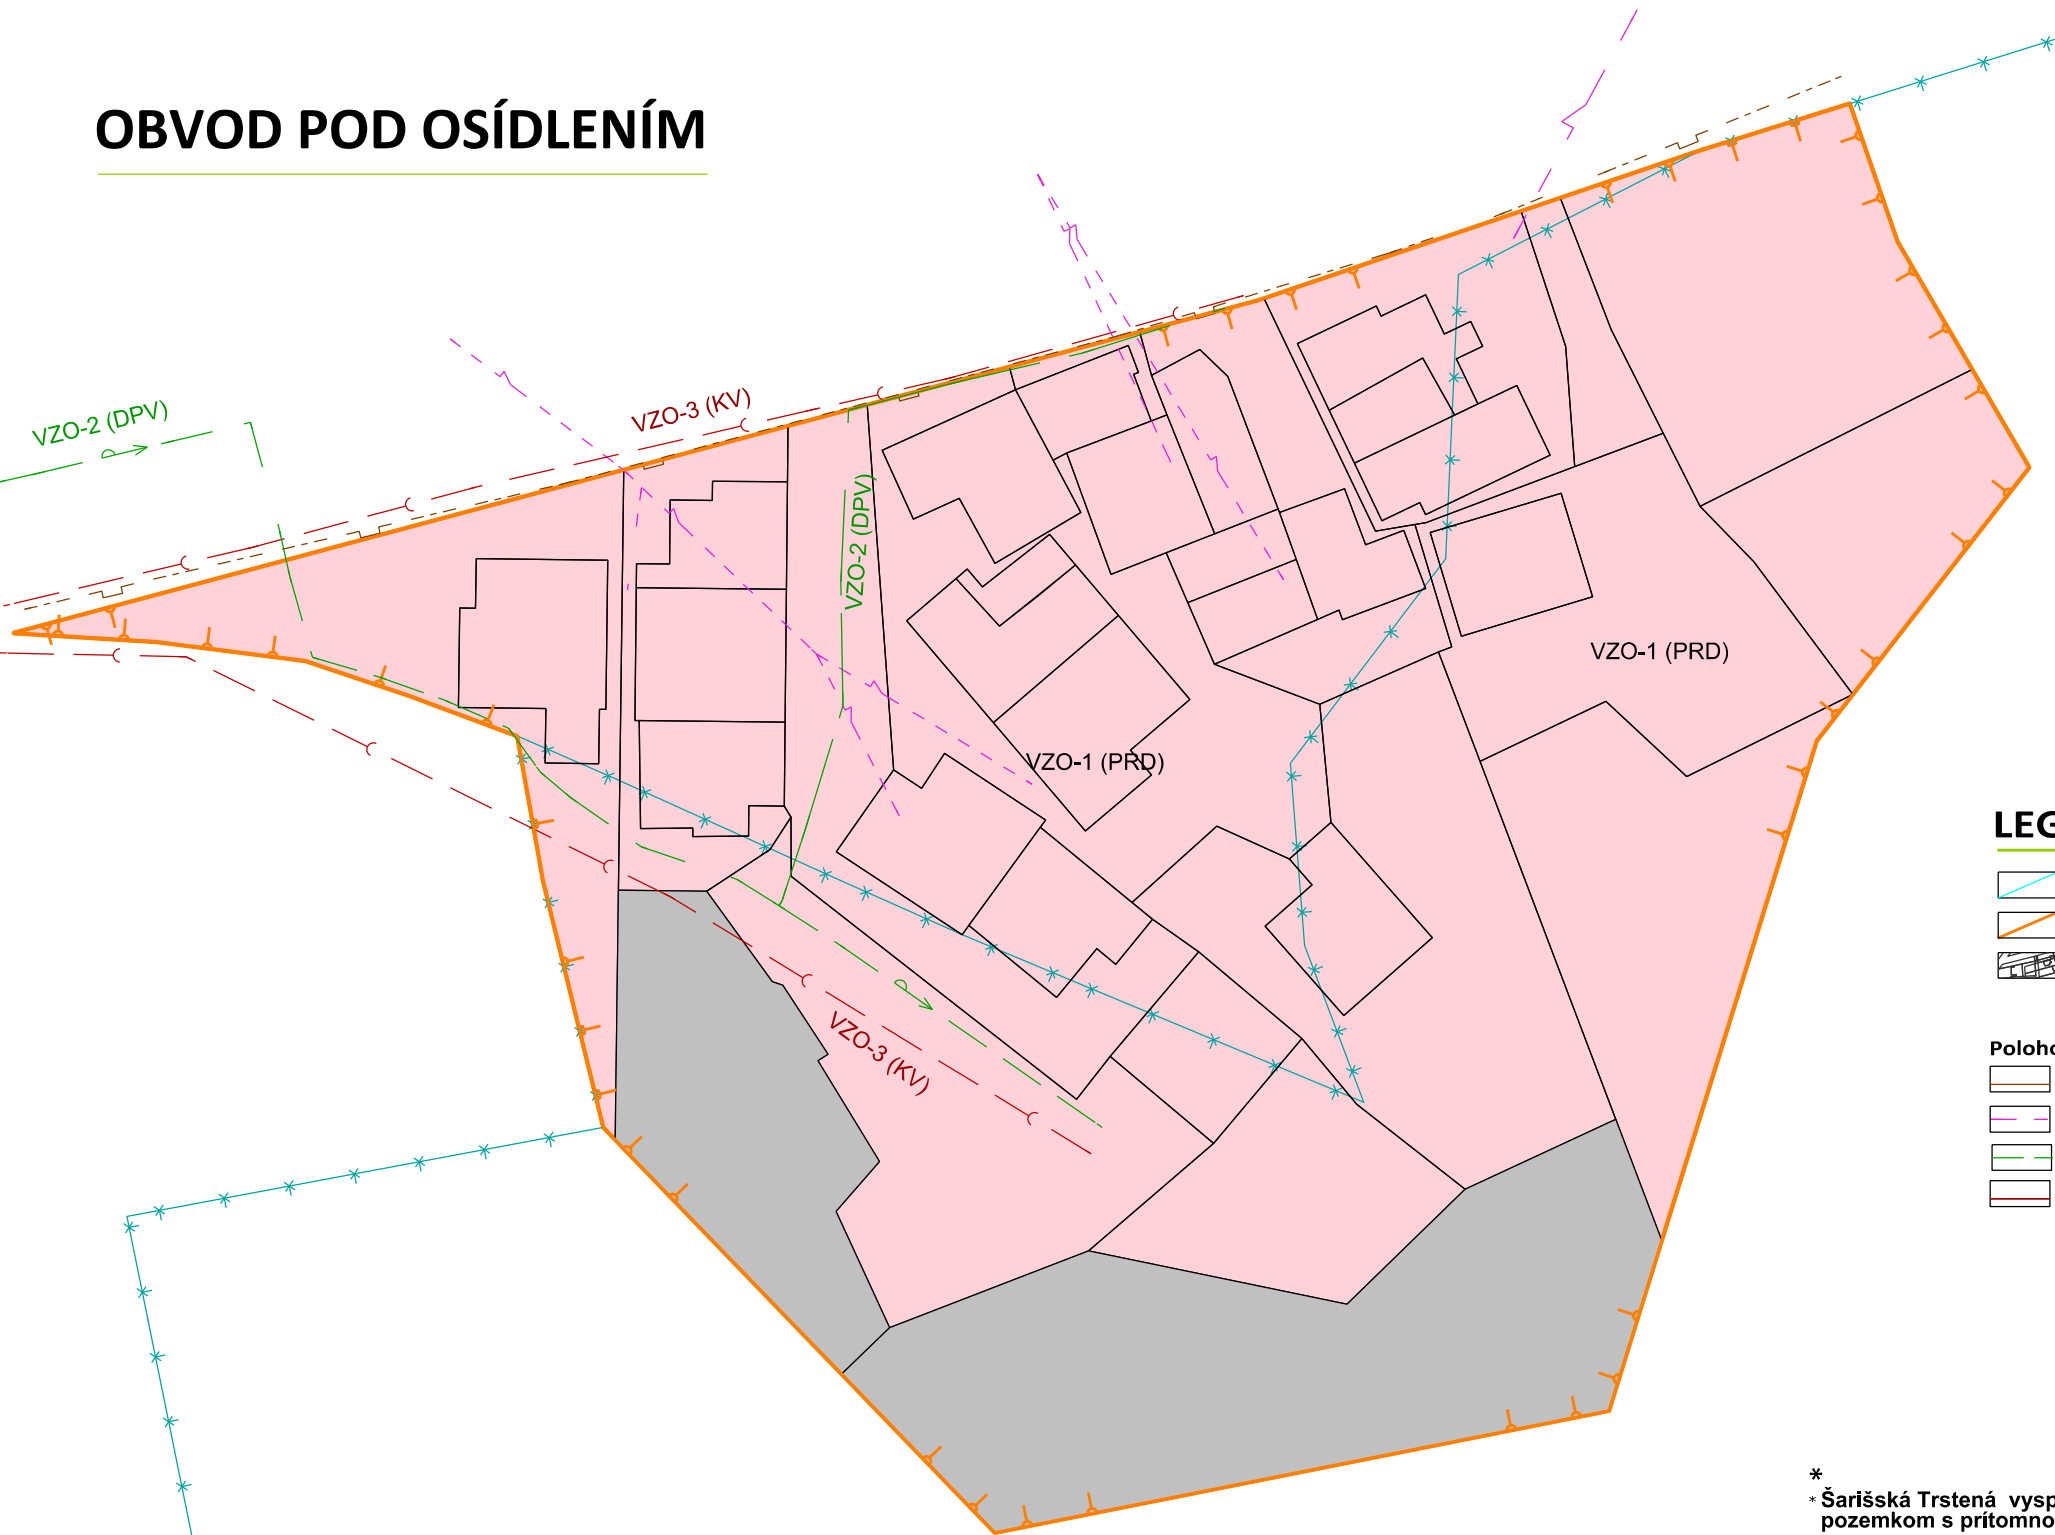 OBVOD POD OSÍDLENÍM
VZO-2 (DPV)
VZO-3 (KV)
VZO-2 (DPV)
VZO-1 (PRD)
VZO-1 (PRD)
VZO-3 (KV)
LEG
Poloho
*
* Šarišská Trstená vysp
pozemkom s prítomno